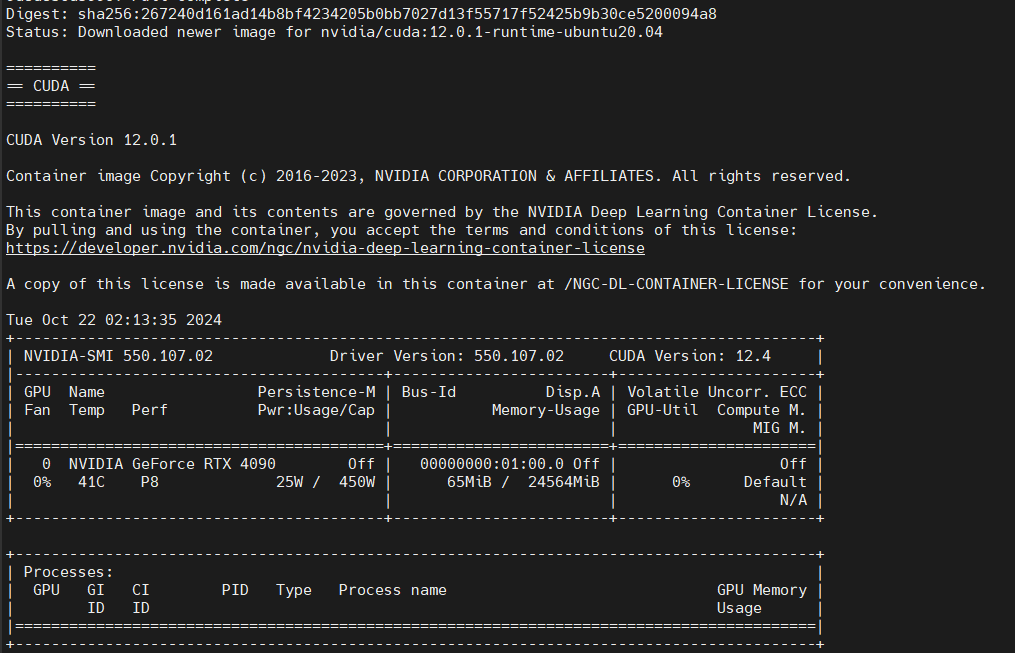 Digest: sha256:267240d161ad14b8bf4234205b0bb7027d13f55717f52425b9b30ce5200094a8
Status: Downloaded newer image for nvidia/cuda:12.0.1-runtime-ubuntu20.04

==========
== CUDA ==
==========

CUDA Version 12.0.1

Container image Copyright (c) 2016-2023, NVIDIA CORPORATION & AFFILIATES. All rights reserved.

This container image and its contents are governed by the NVIDIA Deep Learning Container License.
By pulling and using the container, you accept the terms and conditions of this license:
https://developer.nvidia.com/ngc/nvidia-deep-learning-container-license

A copy of this license is made available in this container at /NGC-DL-CONTAINER-LICENSE for your convenience.

Tue Oct 22 02:13:35 2024
+-----------------------------------------------------------------------------------------+
| NVIDIA-SMI 550.107.02             Driver Version: 550.107.02     CUDA Version: 12.4     |
|-----------------------------------------+------------------------+----------------------+
| GPU  Name                 Persistence-M | Bus-Id          Disp.A | Volatile Uncorr. ECC |
| Fan  Temp   Perf          Pwr:Usage/Cap |           Memory-Usage | GPU-Util  Compute M. |
|                                         |                        |               MIG M. |
|=========================================+========================+======================|
|   0  NVIDIA GeForce RTX 4090        Off |   00000000:01:00.0 Off |                  Off |
|  0%   41C    P8             25W /  450W |      65MiB /  24564MiB |      0%      Default |
|                                         |                        |                  N/A |
+-----------------------------------------+------------------------+----------------------+

+-----------------------------------------------------------------------------------------+
| Processes:                                                                              |
|  GPU   GI   CI        PID   Type   Process name                              GPU Memory |
|        ID   ID                                                               Usage      |
|=========================================================================================|
+-----------------------------------------------------------------------------------------+